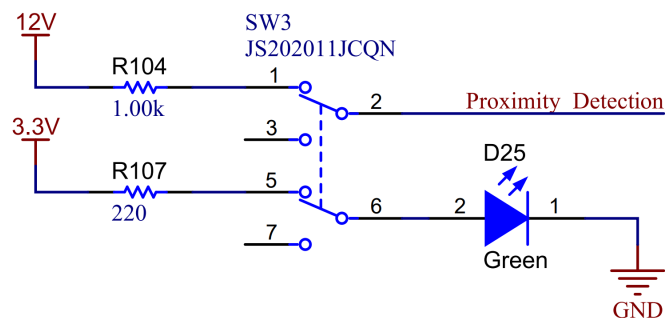 12V
SW3
JS202011JCQN
R104
1.00k
1
2
Proximity Detection
3
3.3V
R107
220
5
D25
6
2
1
7
Green
GND